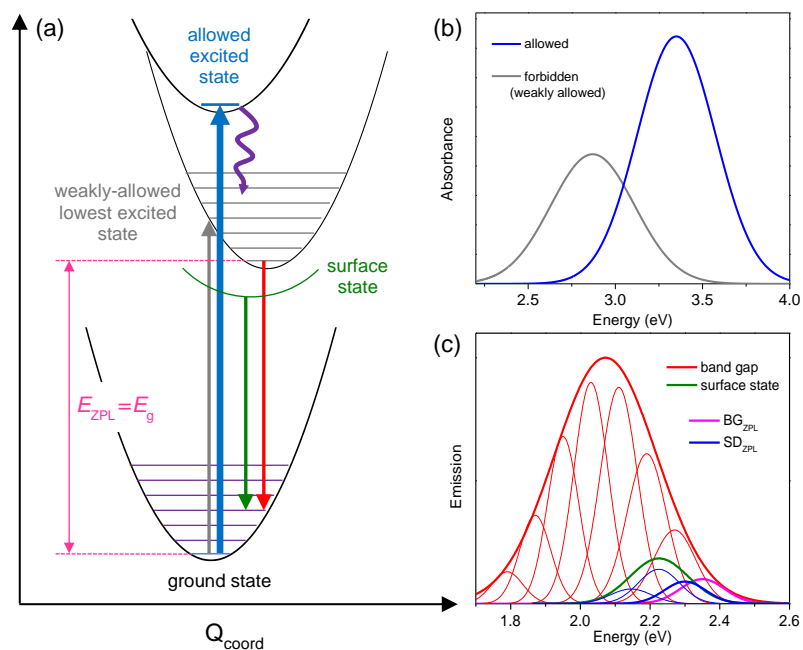 (a)
allowed
excited
state
weakly-allowed
lowest excited
state
surface
state
E_ZPL=E_g
ground state
Q_coord
(b)
allowed
forbidden
(weakly allowed)
Absorbance
2.5 3.0 3.5 4.0
Energy (eV)
(c)
band gap
surface state
BG_ZPL
SD_ZPL
Emission
1.8 2.0 2.2 2.4 2.6
Energy (eV)